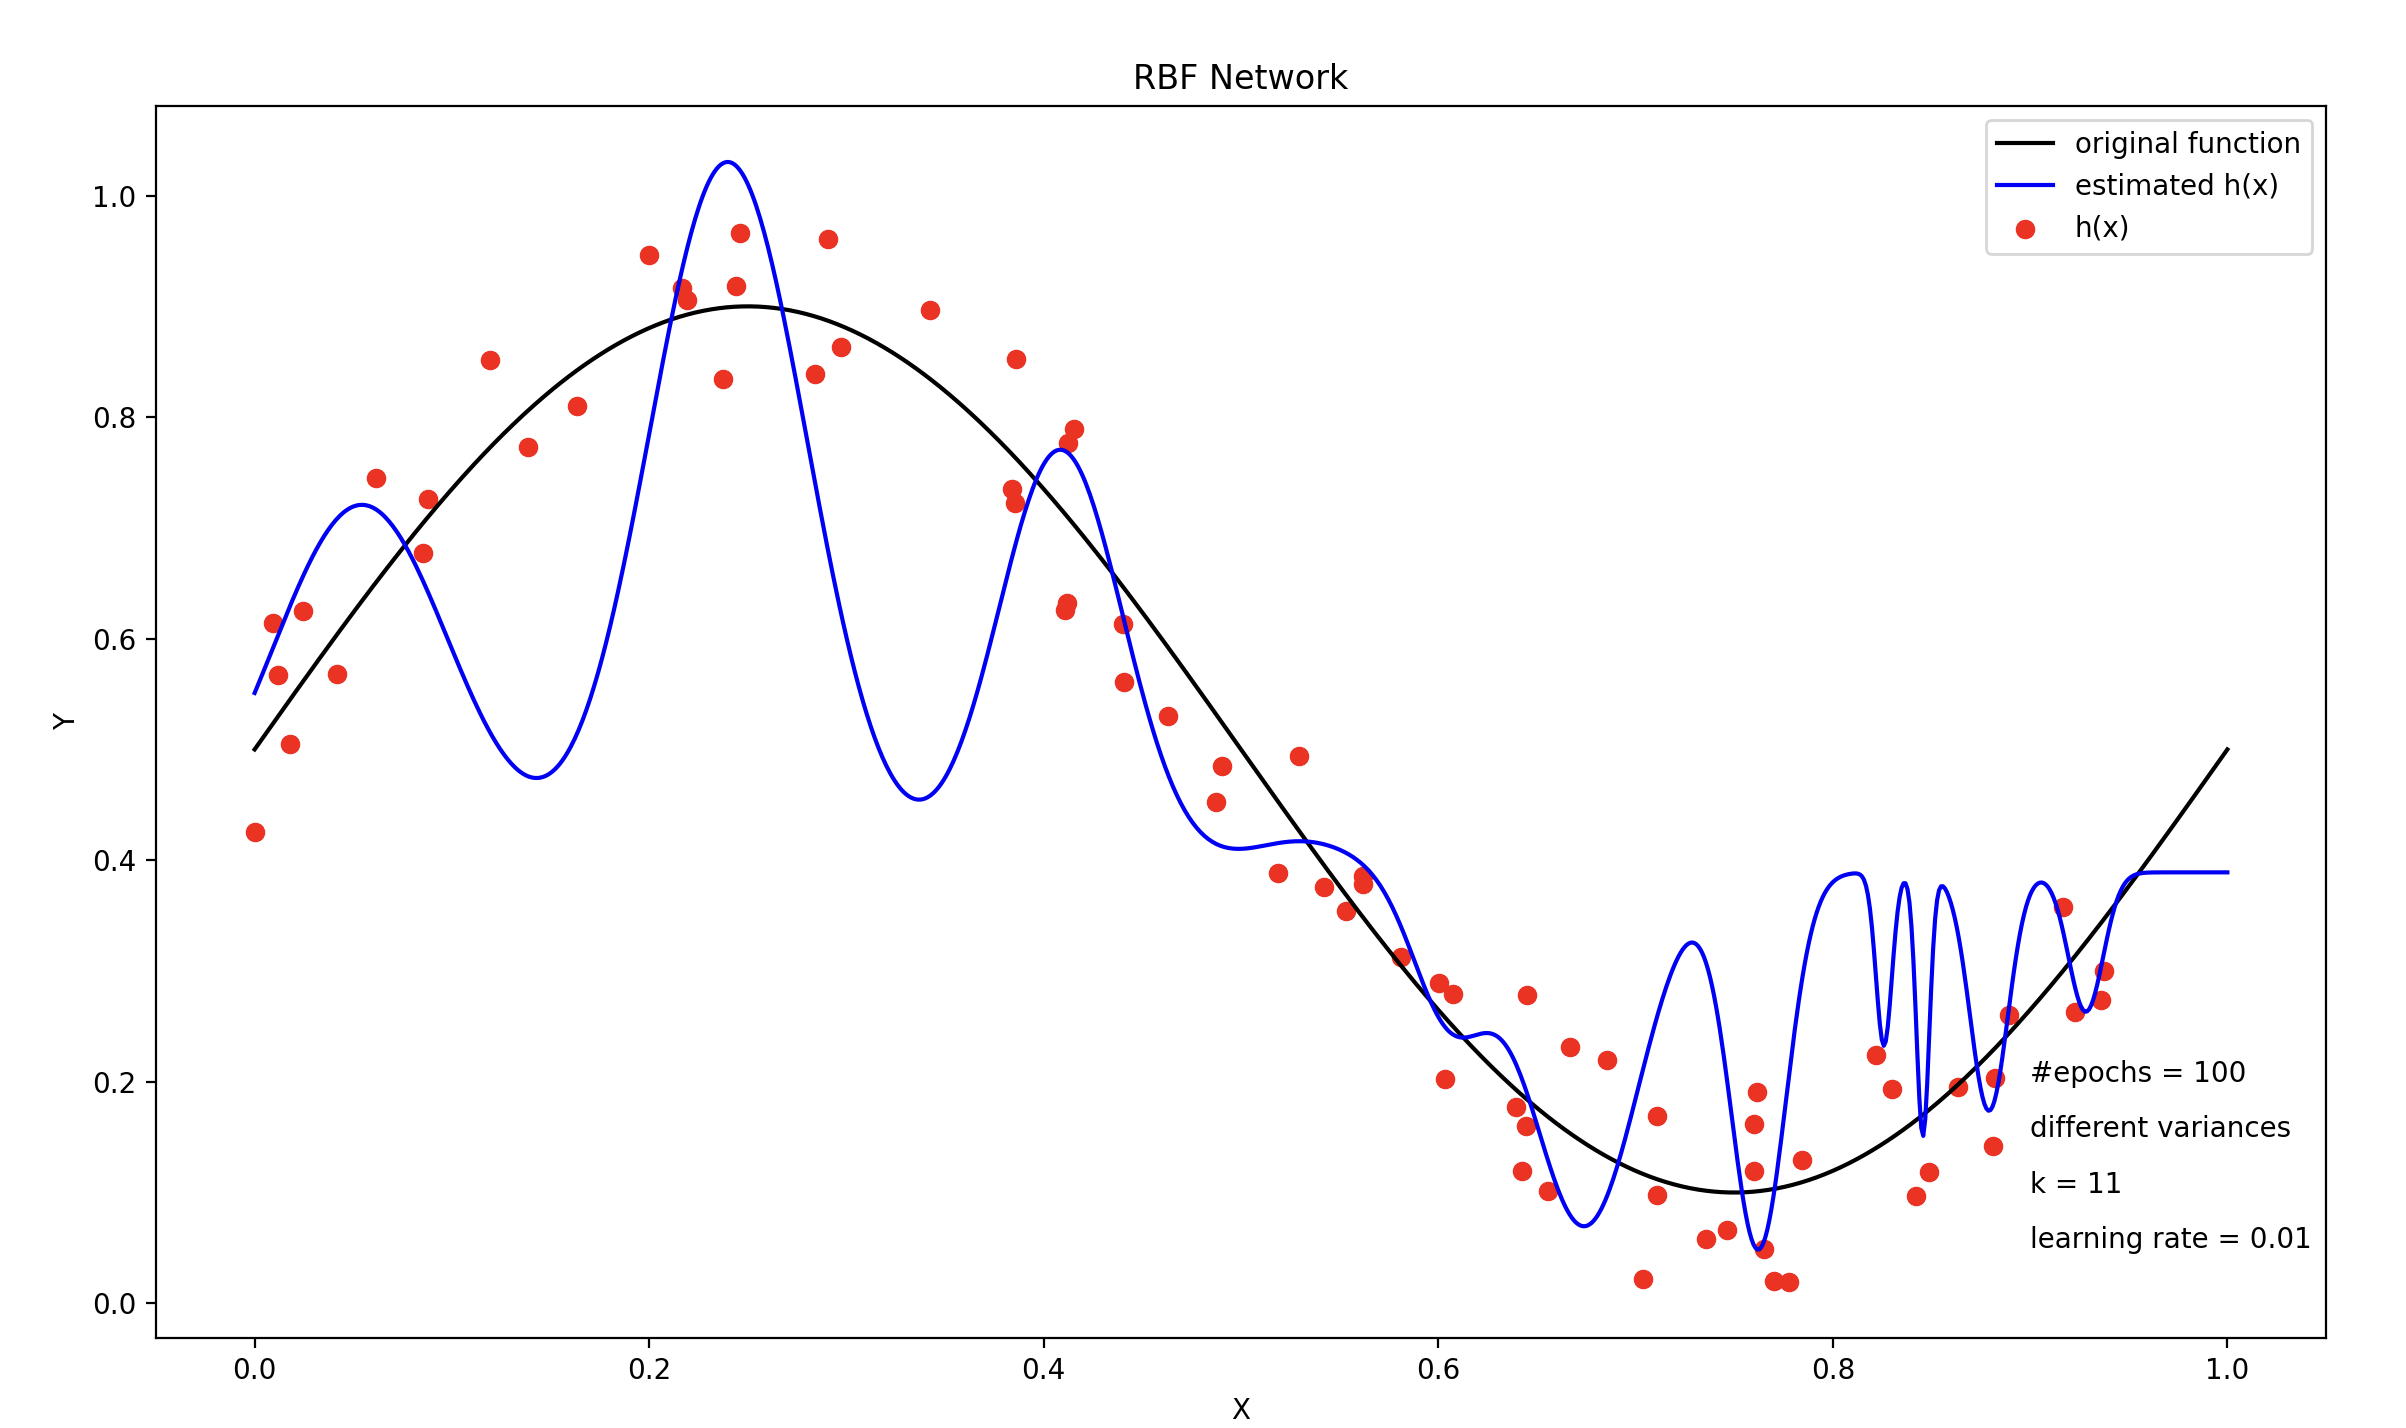 RBF Network
original function
estimated h(x)
h(x)
1.0
0.8
0.6
0.4
0.2
0.0
Y
#epochs = 100
different variances
k = 11
learning rate = 0.01
0.0 0.2 0.4 0.6 0.8 1.0
X